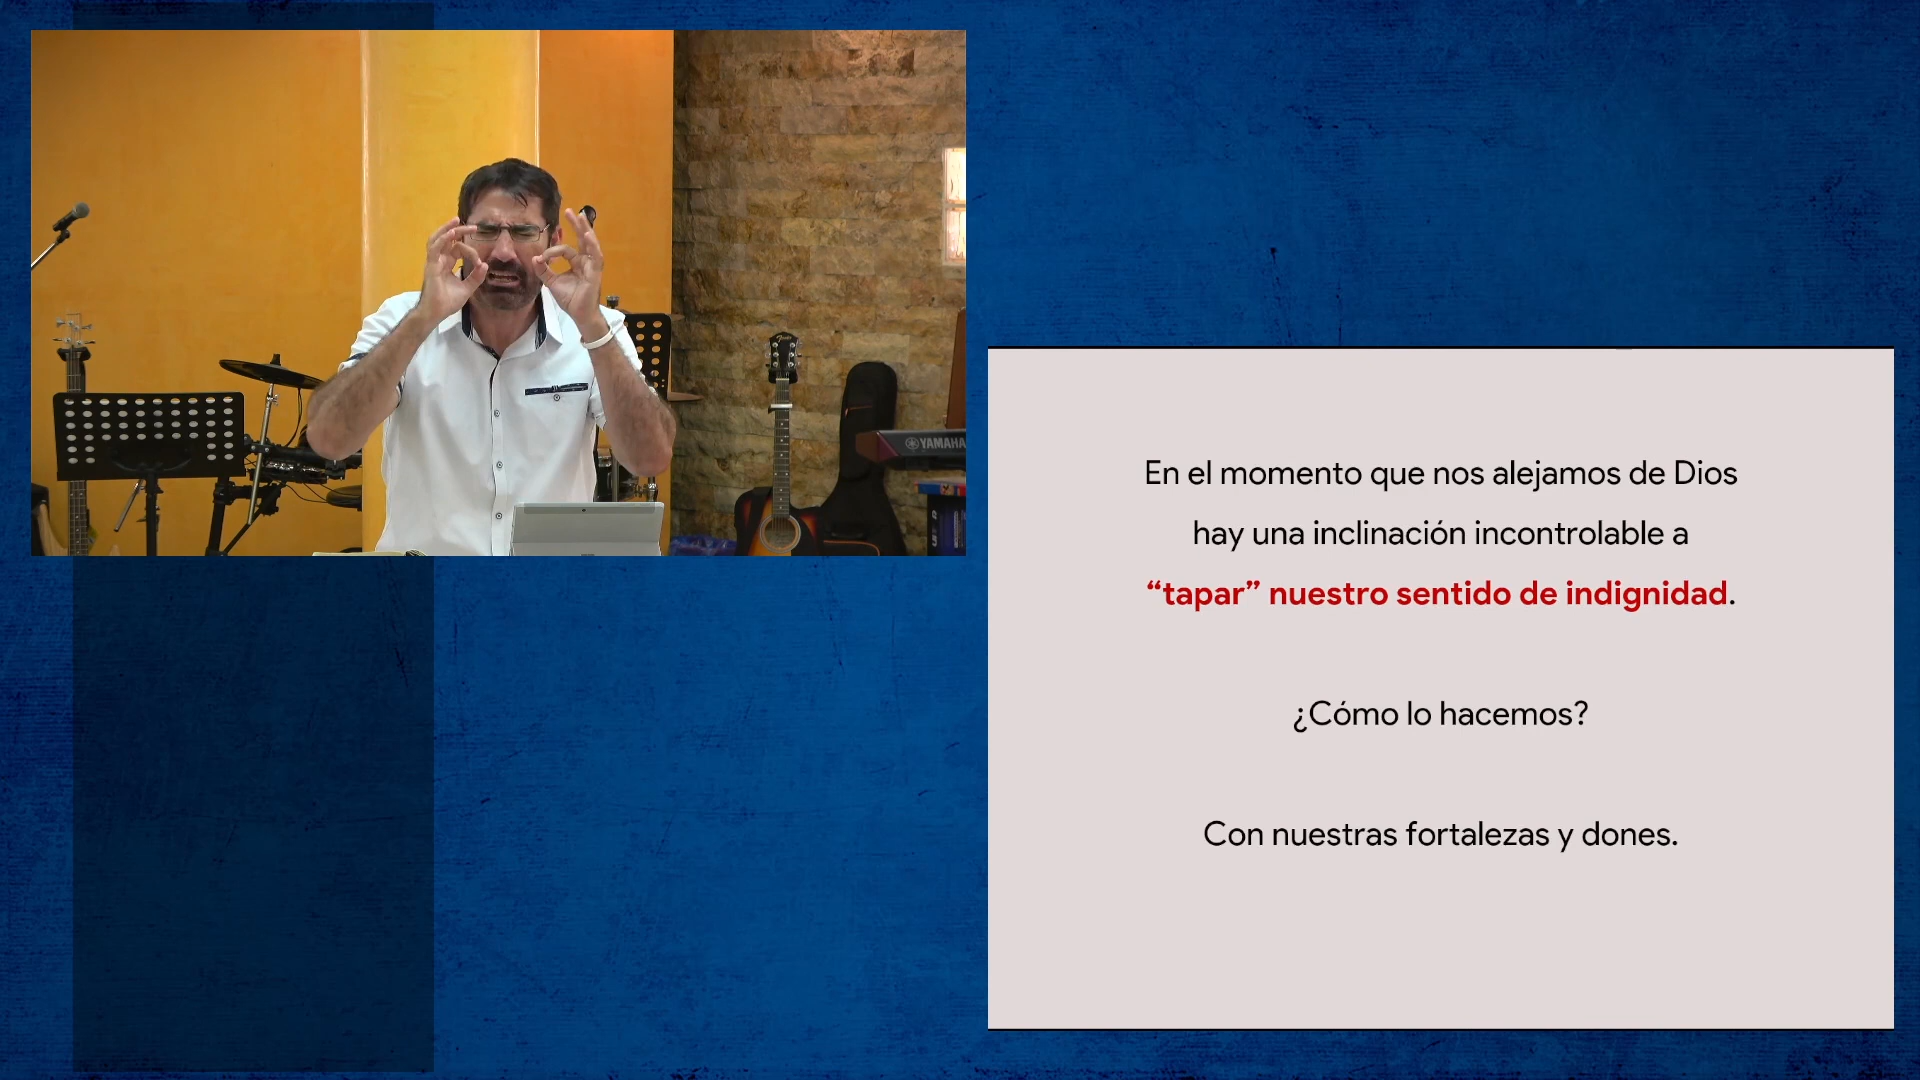 Fender
YAMAHA
En el momento que nos alejamos de Dios
hay una inclinación incontrolable a
“tapar” nuestro sentido de indignidad.
¿Cómo lo hacemos?
Con nuestras fortalezas y dones.